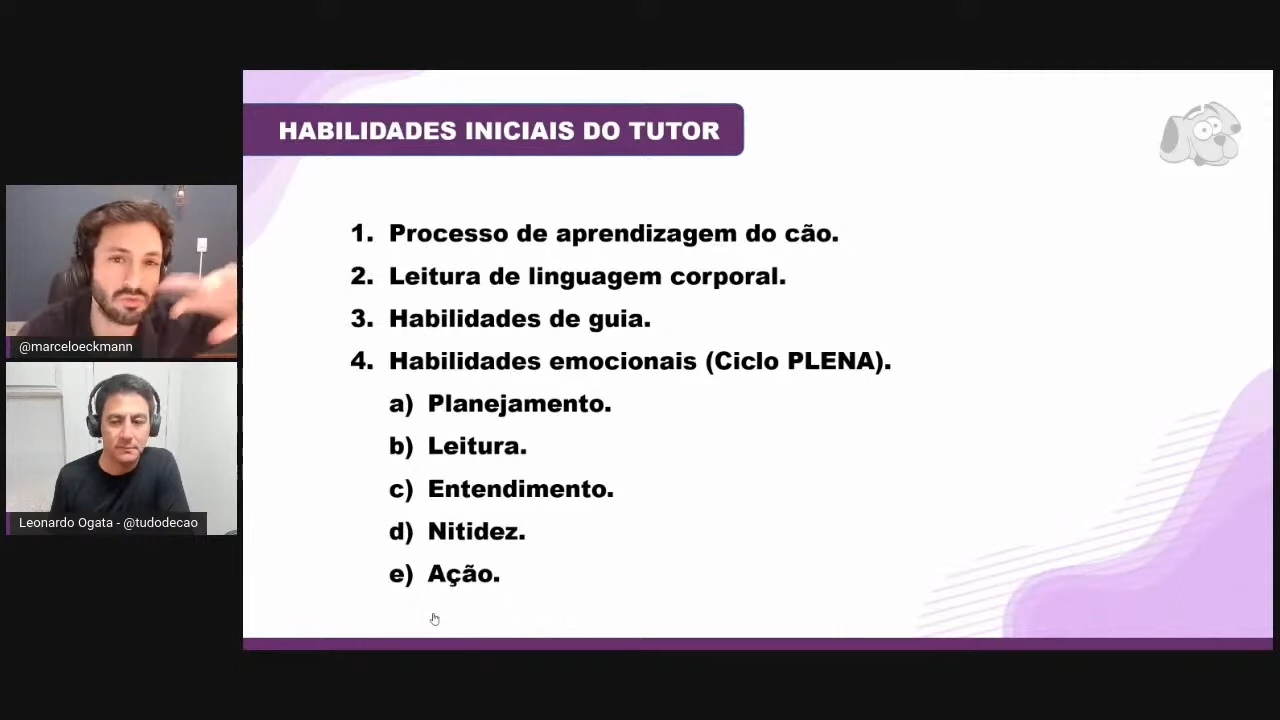 HABILIDADES INICIAIS DO TUTOR
1. Processo de aprendizagem do cão.
2. Leitura de linguagem corporal.
3. Habilidades de guia.
4. Habilidades emocionais (Ciclo PLENA).
a) Planejamento.
b) Leitura.
c) Entendimento.
d) Nitidez.
e) Ação.
@marceloeckmann
Leonardo Ogata - @tudodecao